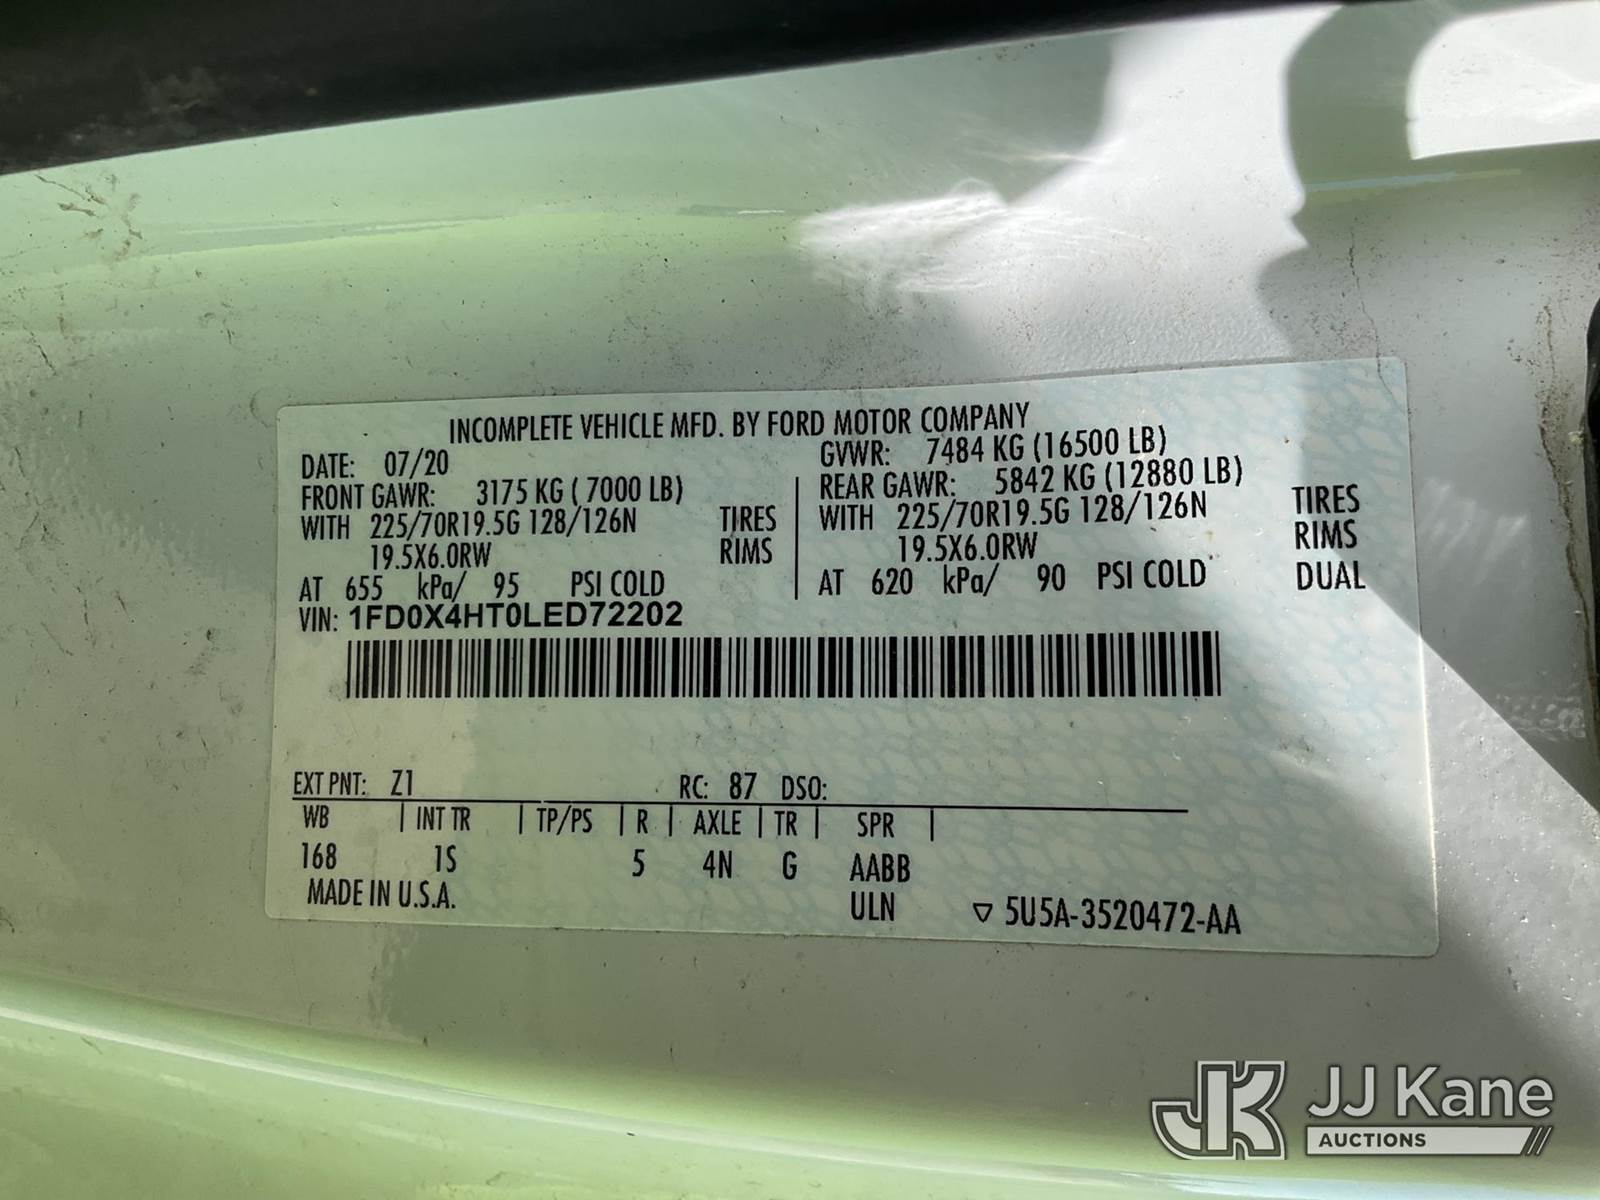 INCOMPLETE VEHICLE MFD. BY FORD MOTOR COMPANY
DATE: 07/20 GVWR: 7484 KG (16500 LB)
FRONT GAWR: 3175 KG ( 7000 LB) REAR GAWR: 5842 KG (12880 LB)
WITH 225/70R19.5G 128/126N TIRES WITH 225/70R19.5G 128/126N TIRES
19.5X6.0RW RIMS 19.5X6.0RW RIMS
AT 655 kPa/ 95 PSI COLD AT 620 kPa/ 90 PSI COLD DUAL
VIN: 1FD0X4HT0LED72202
EXT PNT: Z1 RC: 87 DSO:
WB | INT TR | TP/PS | R | AXLE | TR | SPR |
168 1S 5 4N G AABB
MADE IN U.S.A. ULN ▽ 5U5A-3520472-AA
JK JJ Kane
AUCTIONS